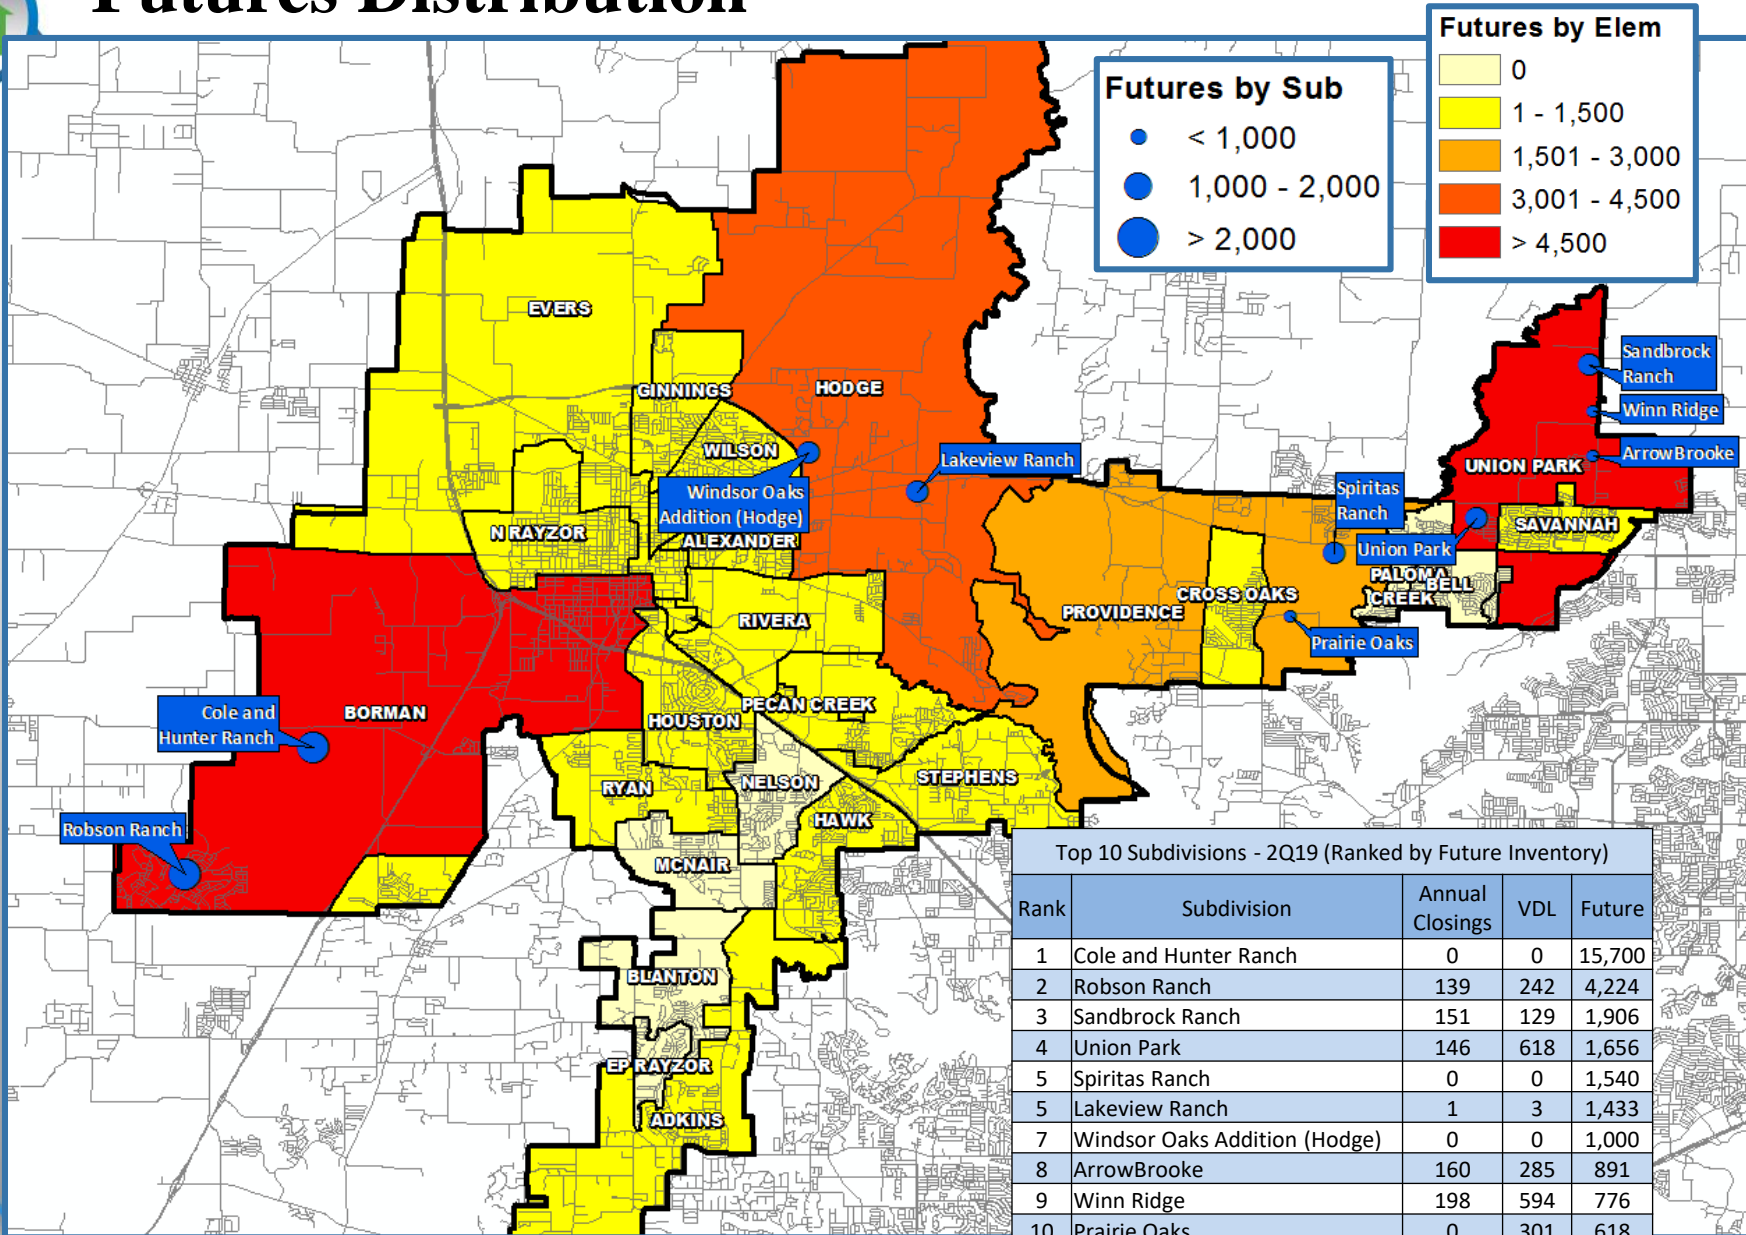 Futures Distribution
Futures by Sub
< 1,000
1,000 - 2,000
> 2,000
Futures by Elem
0
1 - 1,500
1,501 - 3,000
3,001 - 4,500
> 4,500
EVERS
GINNINGS
HODGE
WILSON
Windsor Oaks
Addition (Hodge)
Lakeview Ranch
N RAYZOR
ALEXANDER
Sandbrock
Ranch
Winn Ridge
ArrowBrooke
UNION PARK
Spiritas
Ranch
SAVANNAH
Union Park
PALOMA
CREEK
BELL
CROSS OAKS
PROVIDENCE
Prairie Oaks
RIVERA
Cole and
Hunter Ranch
BORMAN
HOUSTON
PECAN CREEK
RYAN
NELSON
STEPHENS
HAWK
Robson Ranch
MCNAIR
BLANTON
EP RAYZOR
ADKINS
Top 10 Subdivisions - 2Q19 (Ranked by Future Inventory)
Rank Subdivision Annual Closings VDL Future
1 Cole and Hunter Ranch 0 0 15,700
2 Robson Ranch 139 242 4,224
3 Sandbrock Ranch 151 129 1,906
4 Union Park 146 618 1,656
5 Spiritas Ranch 0 0 1,540
5 Lakeview Ranch 1 3 1,433
7 Windsor Oaks Addition (Hodge) 0 0 1,000
8 ArrowBrooke 160 285 891
9 Winn Ridge 198 594 776
10 Prairie Oaks 0 301 618